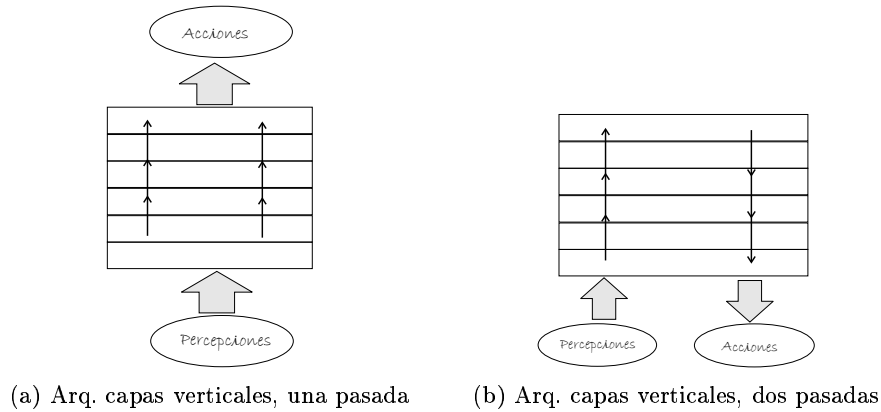 Acciones
Percepciones
(a) Arq. capas verticales, una pasada
Percepciones
Acciones
(b) Arq. capas verticales, dos pasadas